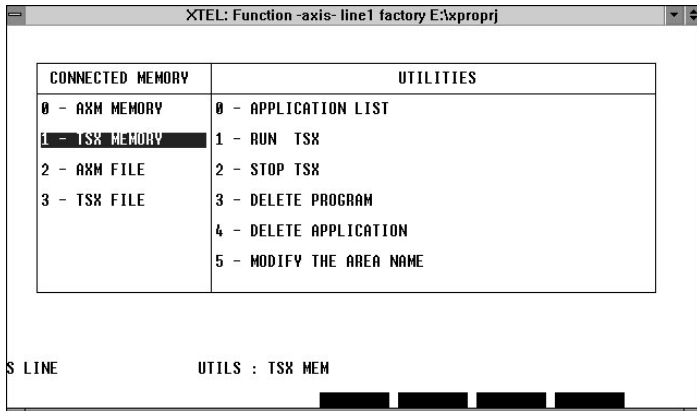 XTEL: Function -axis- line1 factory E:\xproprj
CONNECTED MEMORY UTILITIES
0 - AXM MEMORY 0 - APPLICATION LIST
1 - TSX MEMORY 1 - RUN TSX
2 - AXM FILE 2 - STOP TSX
3 - TSX FILE 3 - DELETE PROGRAM
4 - DELETE APPLICATION
5 - MODIFY THE AREA NAME
S LINE UTILS : TSX MEM